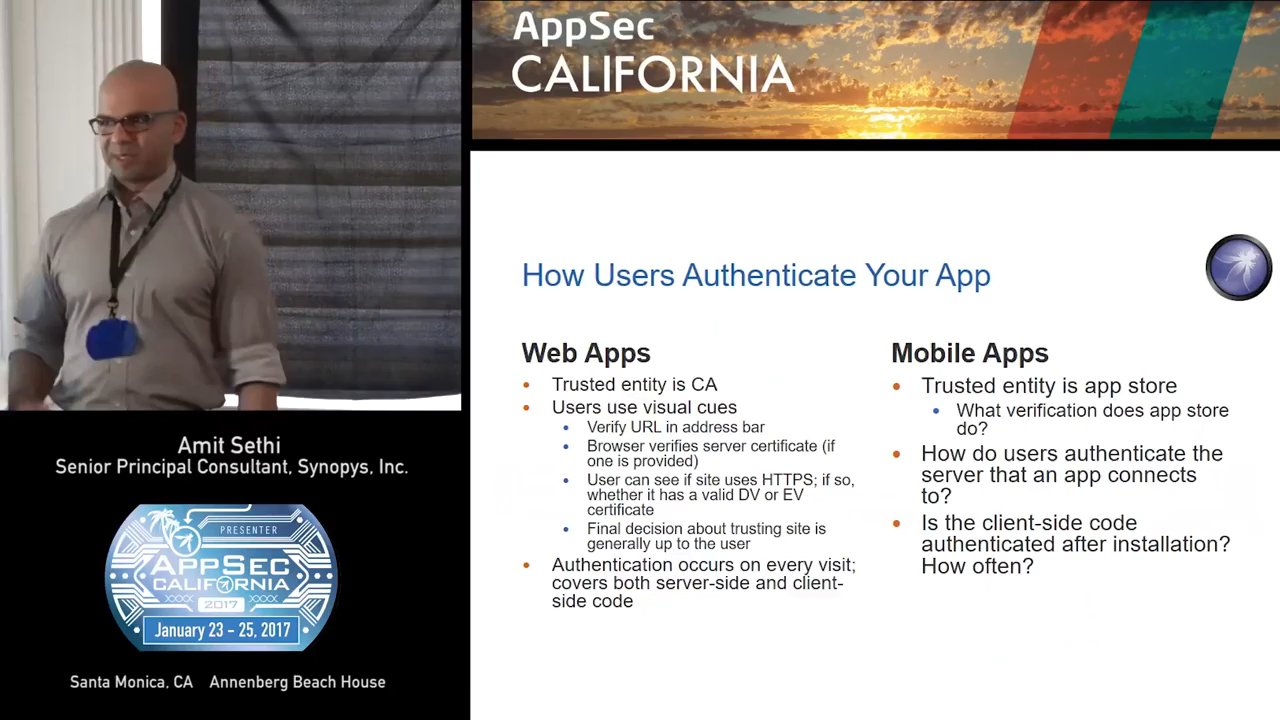 AppSec
CALIFORNIA
How Users Authenticate Your App
Web Apps
• Trusted entity is CA
• Users use visual cues
• Verify URL in address bar
• Browser verifies server certificate (if
one is provided)
• User can see if site uses HTTPS; if so,
whether it has a valid DV or EV
certificate
• Final decision about trusting site is
generally up to the user
• Authentication occurs on every visit;
covers both server-side and client-
side code
Mobile Apps
• Trusted entity is app store
• What verification does app store
do?
• How do users authenticate the
server that an app connects
to?
• Is the client-side code
authenticated after installation?
How often?
Amit Sethi
Senior Principal Consultant, Synopys, Inc.
PRESENTER
AppSec
CALIFORNIA
XXXX 2017 XXXX
January 23 - 25, 2017
Santa Monica, CA Annenberg Beach House